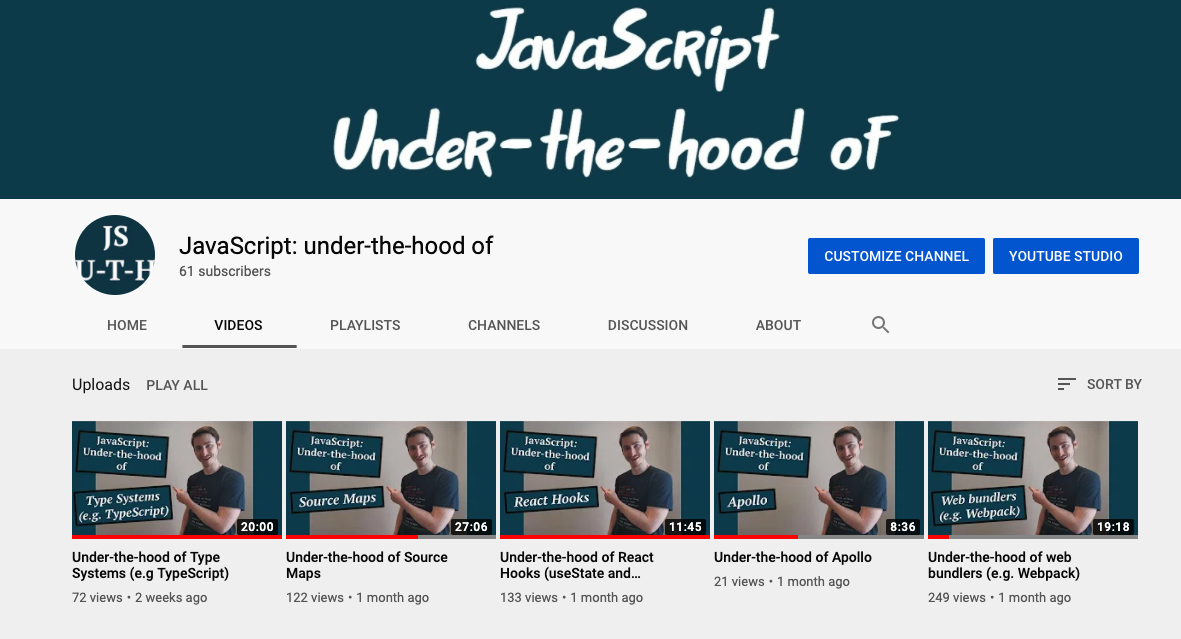 JavaScript
Under-the-hood of
JS
U-T-H
JavaScript: under-the-hood of
61 subscribers
CUSTOMIZE CHANNEL
YOUTUBE STUDIO
HOME
VIDEOS
PLAYLISTS
CHANNELS
DISCUSSION
ABOUT
Uploads
PLAY ALL
SORT BY
JavaScript:
Under-the-hood
of
Type Systems
(e.g. TypeScript)
20:00
Under-the-hood of Type
Systems (e.g TypeScript)
72 views • 2 weeks ago
JavaScript:
Under-the-hood
of
Source Maps
27:06
Under-the-hood of Source
Maps
122 views • 1 month ago
JavaScript:
Under-the-hood
of
React Hooks
11:45
Under-the-hood of React
Hooks (useState and...
133 views • 1 month ago
JavaScript:
Under-the-hood
of
Apollo
8:36
Under-the-hood of Apollo
21 views • 1 month ago
JavaScript:
Under-the-hood
of
Web bundlers
(e.g. Webpack)
19:18
Under-the-hood of web
bundlers (e.g. Webpack)
249 views • 1 month ago